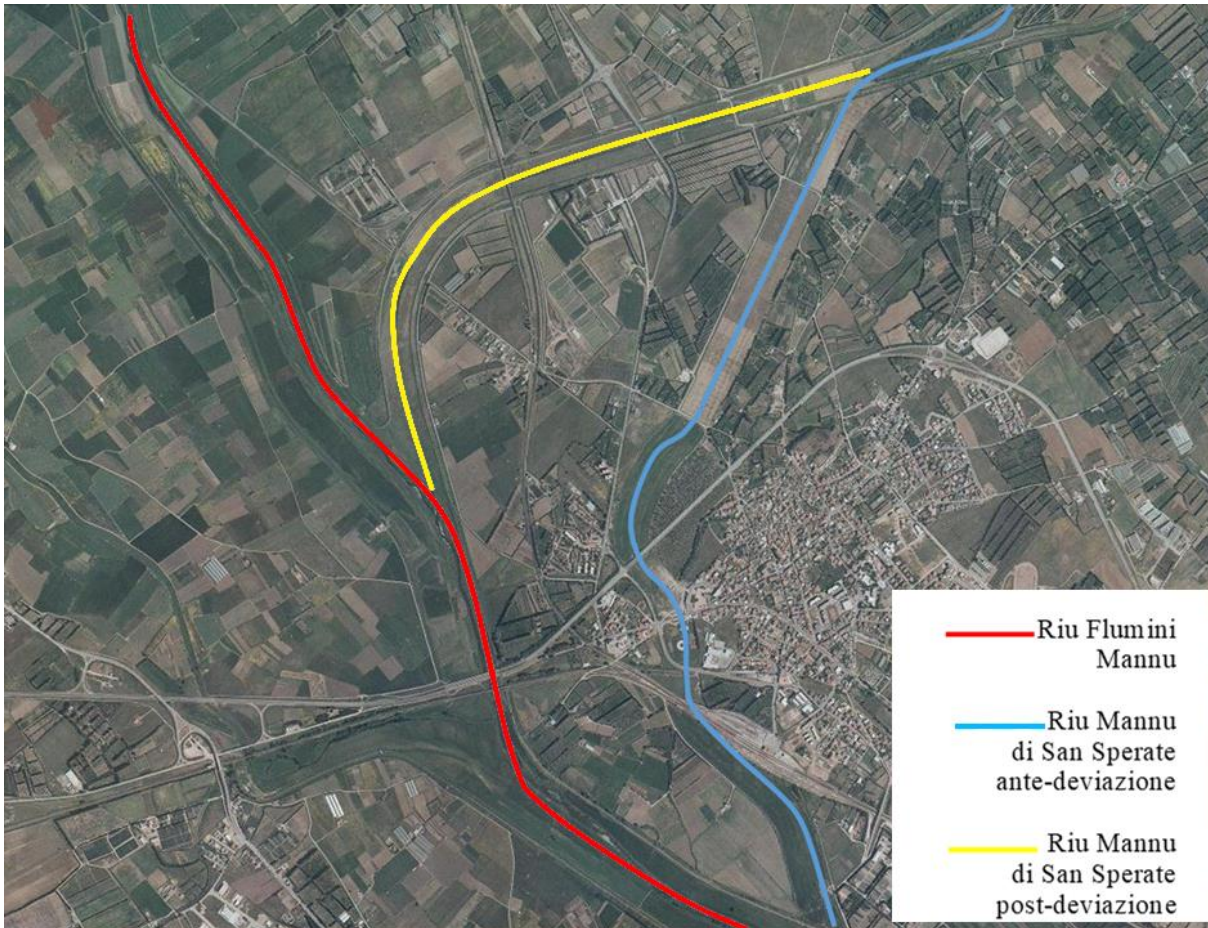 Riu Flumini
Mannu
Riu Mannu
di San Sperate
ante-deviazione
Riu Mannu
di San Sperate
post-deviazione